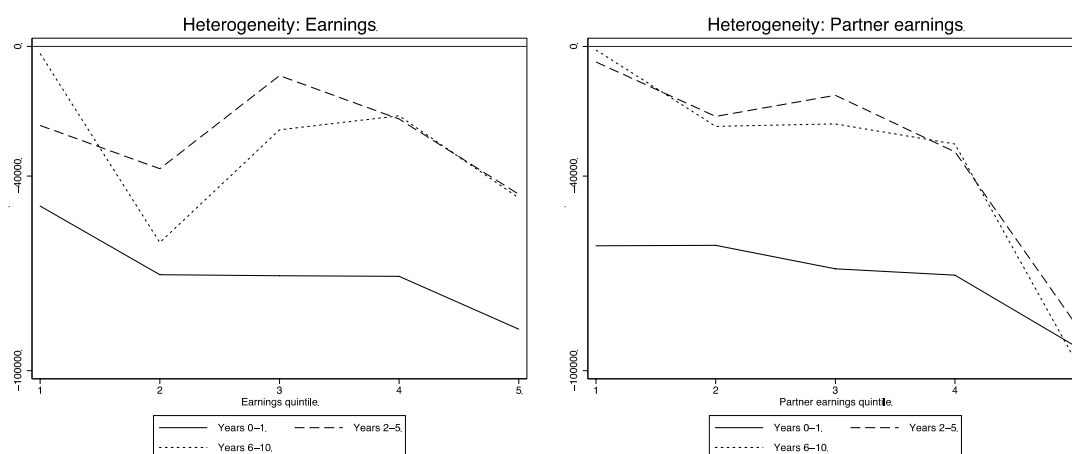 Heterogeneity: Earnings.
0.
−40000.
−100000.
1 2 3 4 5.
Earnings quintile.
Years 0−1. Years 2−5.
Years 6−10.
Heterogeneity: Partner earnings.
0.
−40000.
−100000.
1 2 3 4
Partner earnings quintile.
Years 0−1. Years 2−5.
Years 6−10.